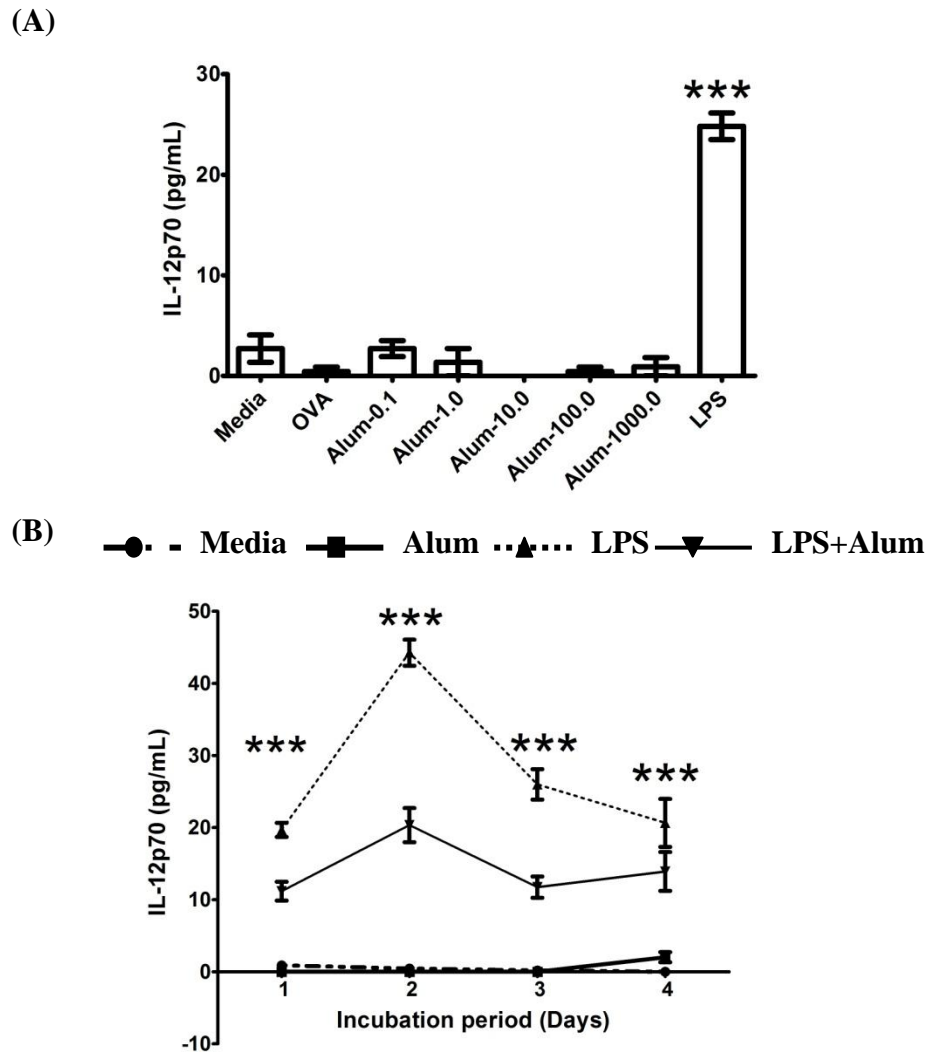 (A)
***
30
20
10
0
IL-12p70 (pg/mL)
Media
OVA
Alum-0.1
Alum-1.0
Alum-10.0
Alum-100.0
Alum-1000.0
LPS
(B)
Media Alum LPS LPS+Alum
50
40
30
20
10
0
-10
IL-12p70 (pg/mL)
***
***
***
***
1 2 3 4
Incubation period (Days)